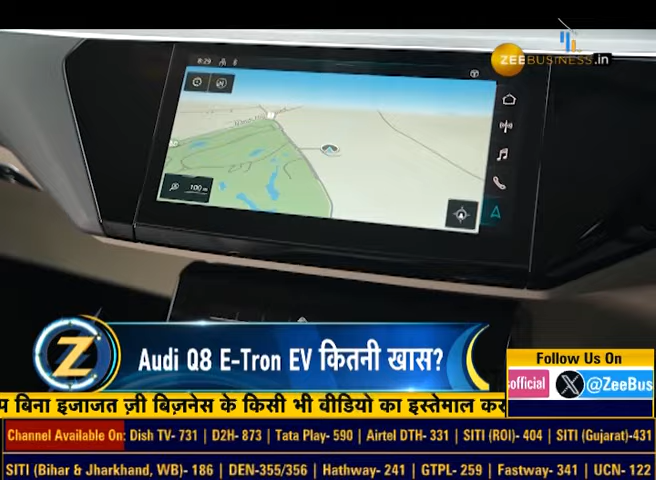 8:29
ZEEBUSINESS.in
100 m
Z
Audi Q8 E-Tron EV कितनी खास?
Follow Us On
official X @ZeeBus
बिना इजाजत ज़ी बिज़नेस के किसी भी वीडियो का इस्तेमाल कर
Channel Available On: Dish TV- 731 | D2H- 873 | Tata Play- 590 | Airtel DTH- 331 | SITI (ROI)- 404 | SITI (Gujarat)-431
SITI (Bihar & Jharkhand, WB)- 186 | DEN-355/356 | Hathway- 241 | GTPL- 259 | Fastway- 341 | UCN- 122